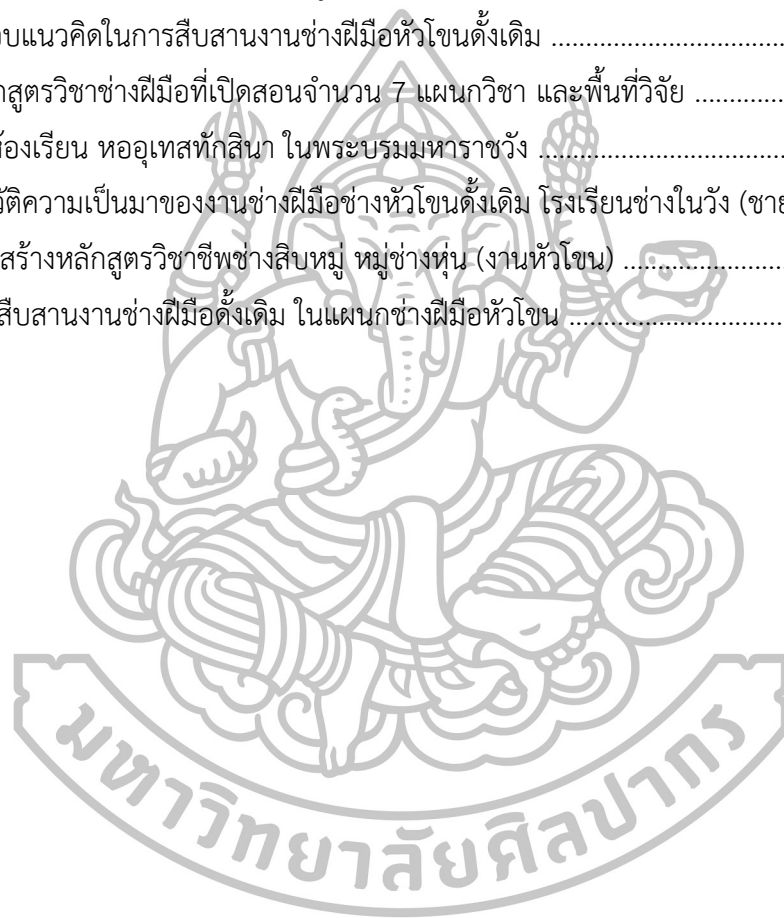 บแนวคิดในการสืบสานงานช่างฝีมือหัวโขนดั้งเดิม ........................................
สูตรวิชาช่างฝีมือที่เปิดสอนจำนวน 7 แผนกวิชา และพื้นที่วิจัย ....................
้องเรียน หออุเทสทักสินา ในพระบรมมหาราชวัง ........................................
ัติความเป็นมาของงานช่างฝีมือช่างหัวโขนดั้งเดิม โรงเรียนช่างในวัง (ชาย
สร้างหลักสูตรวิชาชีพช่างสิบหมู่ หมู่ช่างหุ่น (งานหัวโขน) ............................
สืบสานงานช่างฝีมือดั้งเดิม ในแผนกช่างฝีมือหัวโขน ....................................
มหาวิทยาลัยศิลปากร